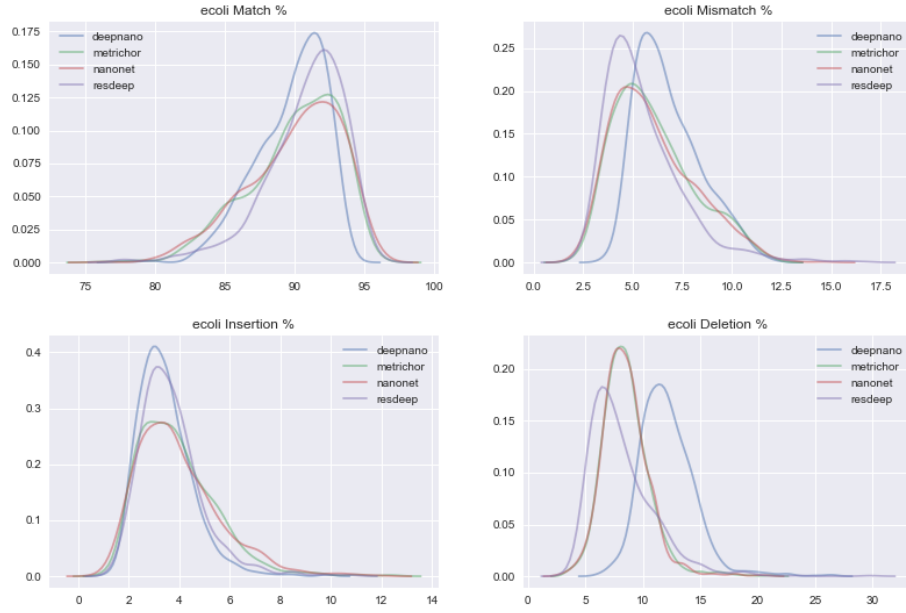 ecoli Match %
deepnano
metrichor
nanonet
resdeep
0.175
0.150
0.125
0.100
0.075
0.050
0.025
0.000
75 80 85 90 95 100
ecoli Mismatch %
deepnano
metrichor
nanonet
resdeep
0.25
0.20
0.15
0.10
0.05
0.00
0.0 2.5 5.0 7.5 10.0 12.5 15.0 17.5
ecoli Insertion %
deepnano
metrichor
nanonet
resdeep
0.4
0.3
0.2
0.1
0.0
0 2 4 6 8 10 12 14
ecoli Deletion %
deepnano
metrichor
nanonet
resdeep
0.20
0.15
0.10
0.05
0.00
0 5 10 15 20 25 30